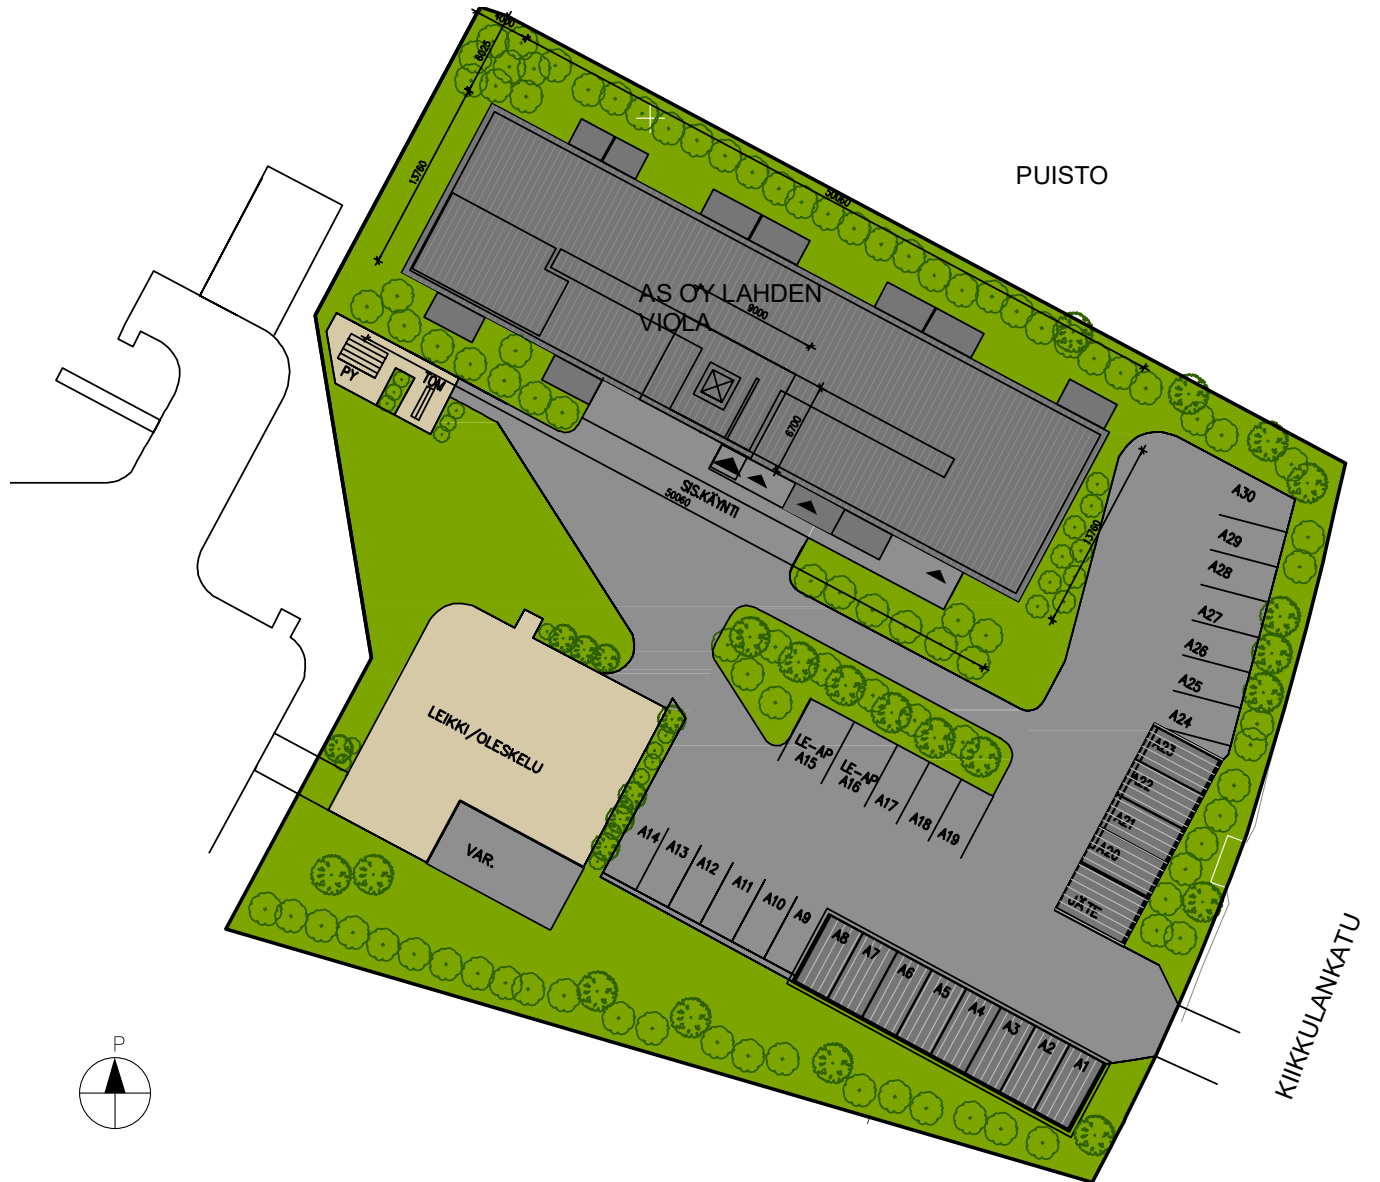 4000
6025
13760
50060
PUISTO
AS OY LAHDEN
VIOLA
9000
6700
PY
TOM
SIS.KÄYNTI
50060
13760
A30
A29
A28
A27
A26
A25
A24
A23
A22
A21
A20
JÄTE
LEIKKI/OLESKELU
VAR.
LE-AP
A15
LE-AP
A16
A17
A18
A19
A14
A13
A12
A11
A10
A9
A8
A7
A6
A5
A4
A3
A2
A1
KIIKKULANKATU
P